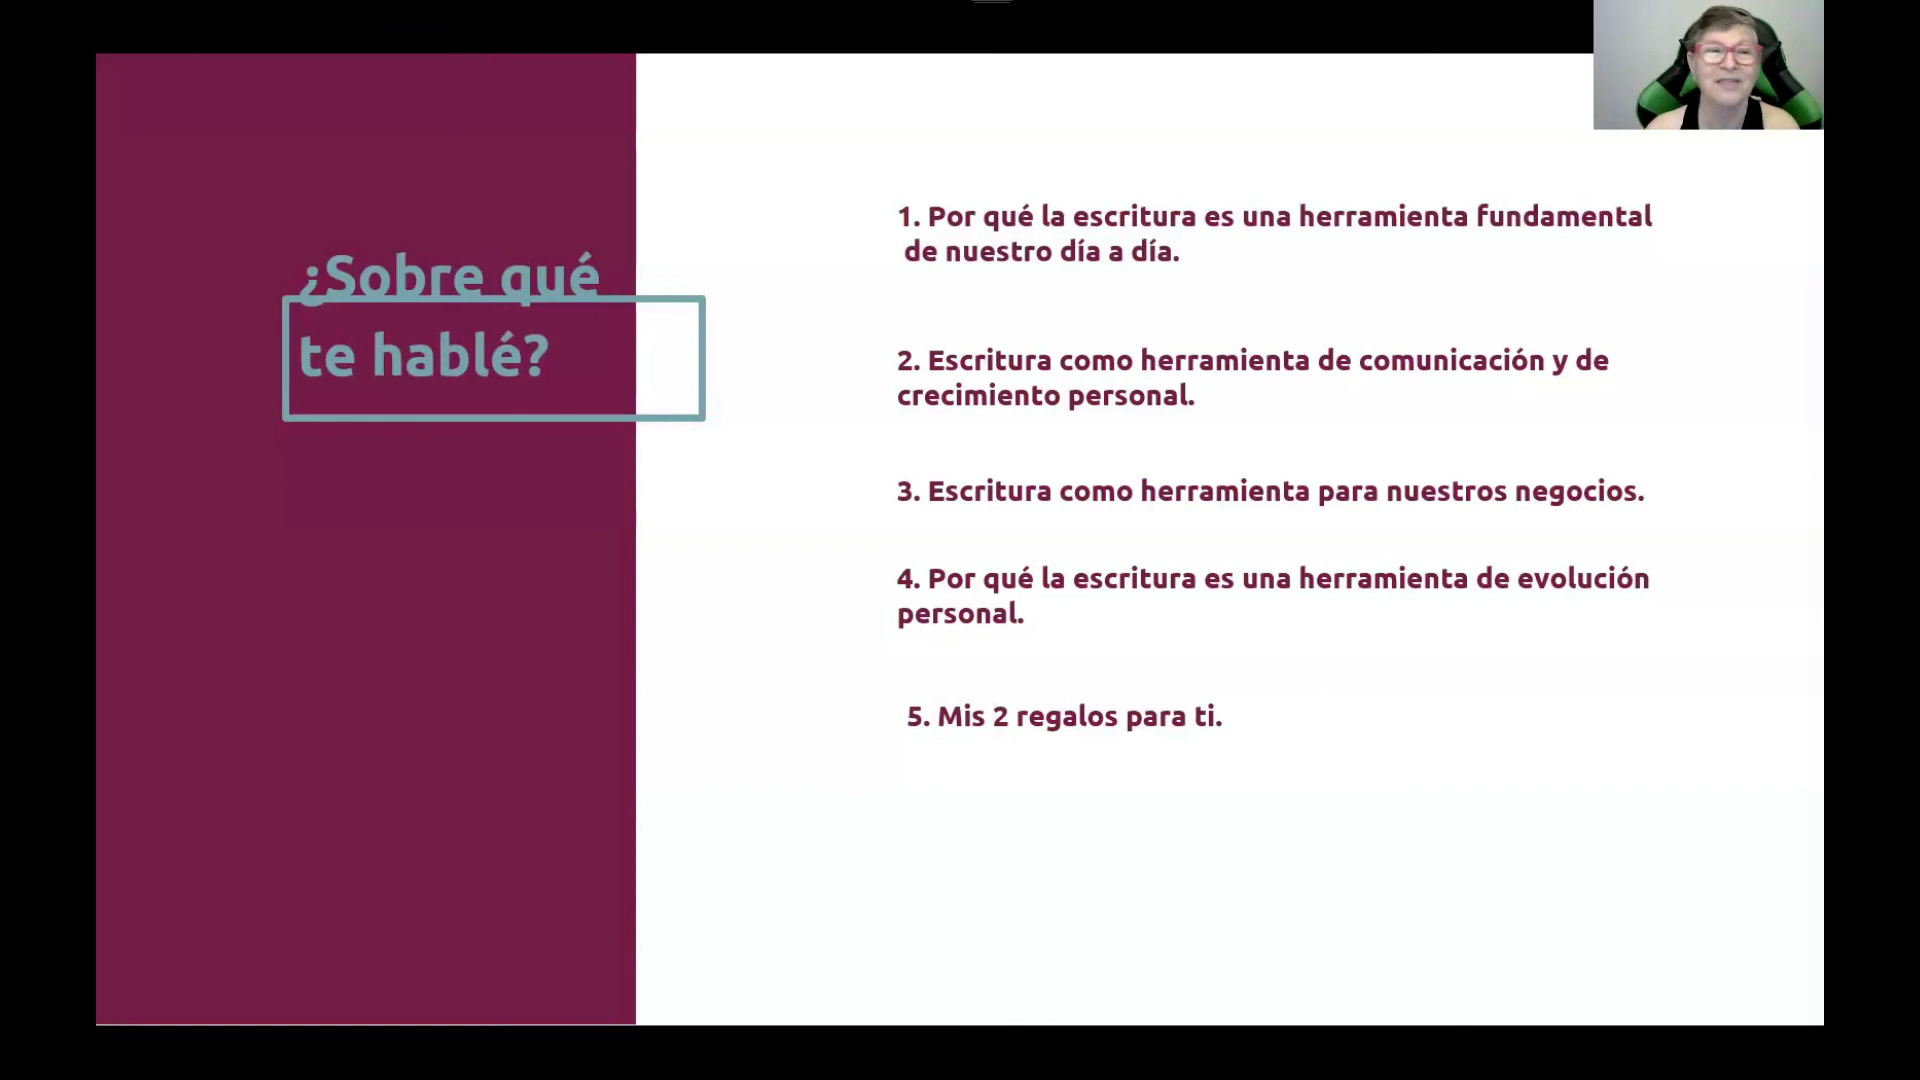 ¿Sobre qué
te hablé?
1. Por qué la escritura es una herramienta fundamental
de nuestro día a día.
2. Escritura como herramienta de comunicación y de
crecimiento personal.
3. Escritura como herramienta para nuestros negocios.
4. Por qué la escritura es una herramienta de evolución
personal.
5. Mis 2 regalos para ti.